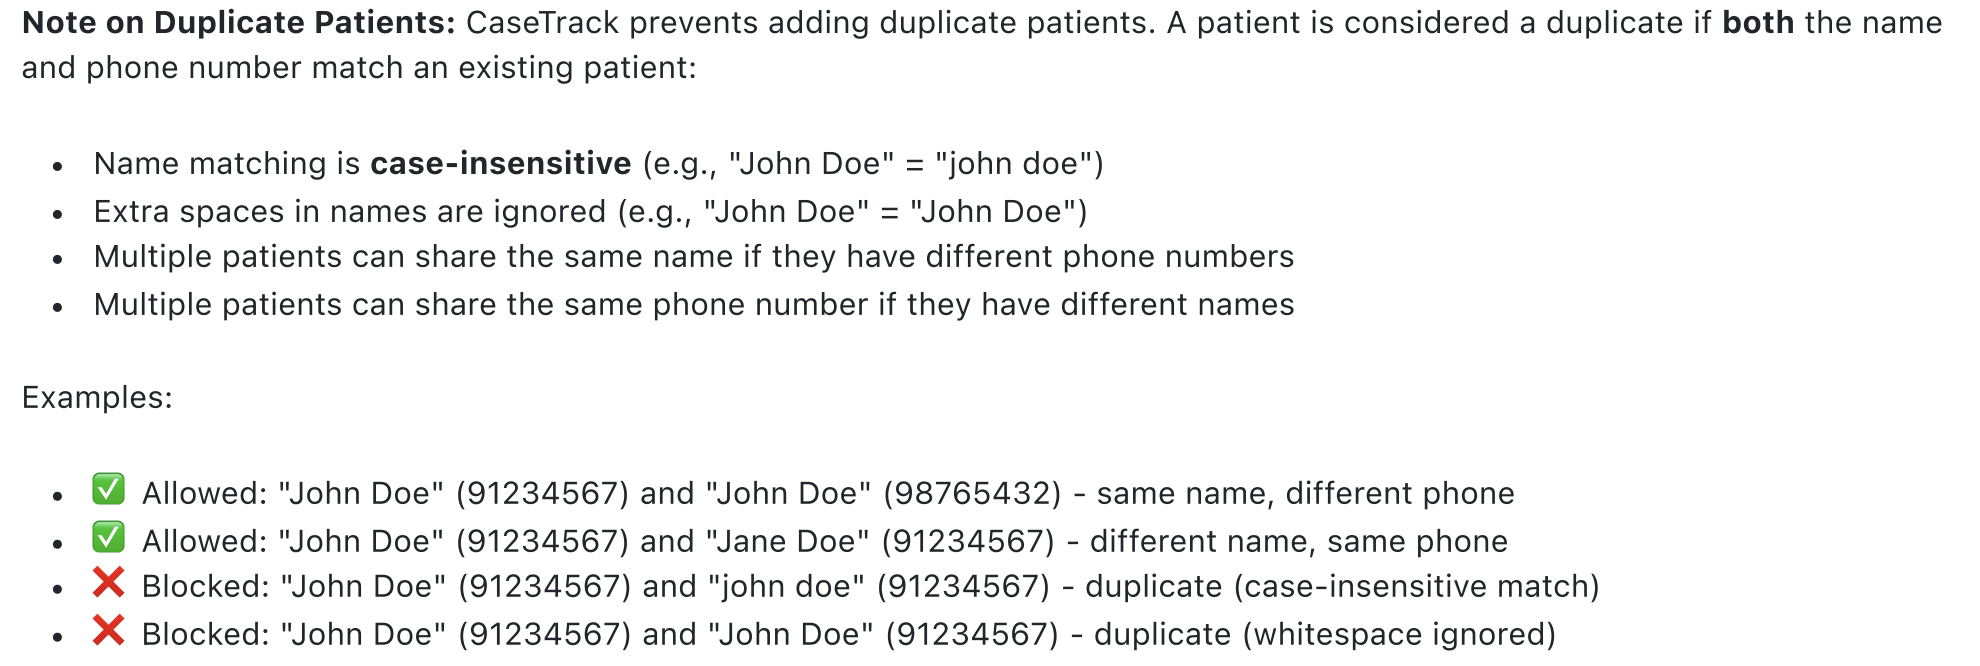 Note on Duplicate Patients: CaseTrack prevents adding duplicate patients. A patient is considered a duplicate if both the name
and phone number match an existing patient:
• Name matching is case-insensitive (e.g., "John Doe" = "john doe")
• Extra spaces in names are ignored (e.g., "John Doe" = "John Doe")
• Multiple patients can share the same name if they have different phone numbers
• Multiple patients can share the same phone number if they have different names
Examples:
• ✅ Allowed: "John Doe" (91234567) and "John Doe" (98765432) - same name, different phone
• ✅ Allowed: "John Doe" (91234567) and "Jane Doe" (91234567) - different name, same phone
• ❌ Blocked: "John Doe" (91234567) and "john doe" (91234567) - duplicate (case-insensitive match)
• ❌ Blocked: "John Doe" (91234567) and "John Doe" (91234567) - duplicate (whitespace ignored)